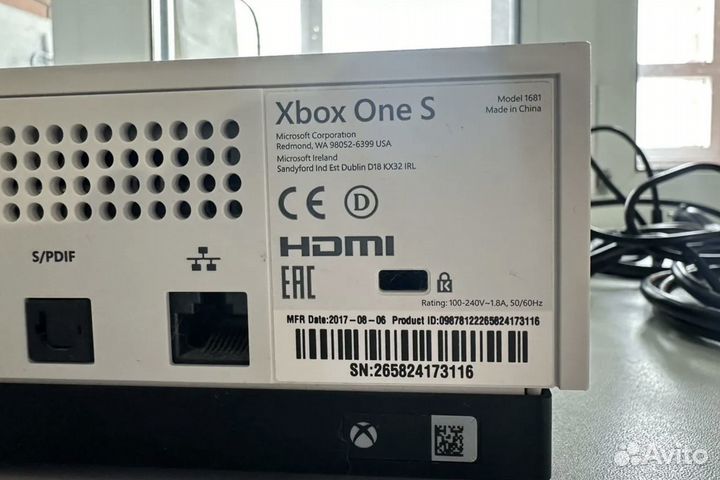 Xbox One S
Model 1681
Made in China
Microsoft Corporation
Redmond, WA 98052-6399 USA
Microsoft Ireland
Sandyford Ind Est Dublin D18 KX32 IRL
CE D
HDMI
EAC
K
Rating: 100-240V~1.8A, 50/60Hz
MFR Date:2017-08-06 Product ID:09878122265824173116
SN:265824173116
S/PDIF
Avito